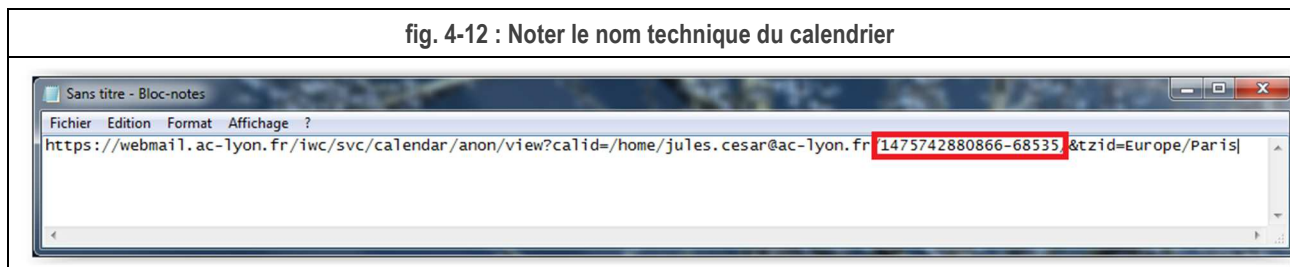 fig. 4-12 : Noter le nom technique du calendrier
Sans titre - Bloc-notes
Fichier Edition Format Affichage ?
https://webmail.ac-lyon.fr/iwc/svc/calendar/anon/view?calid=/home/jules.cesar@ac-lyon.fr/1475742880866-68535/&tzid=Europe/Paris